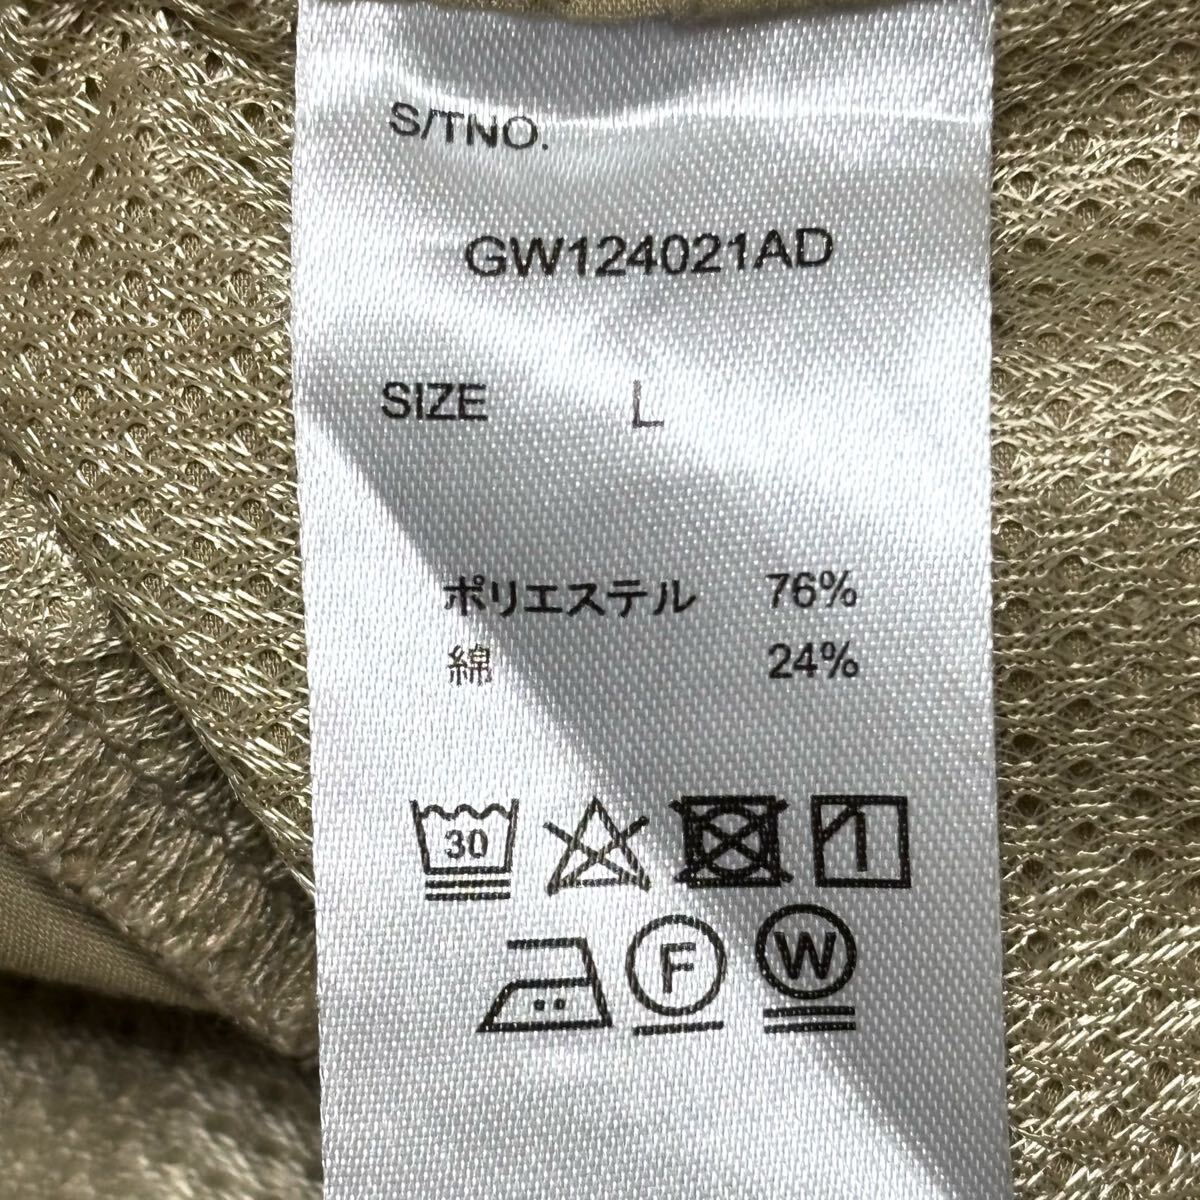 S/TNO.
GW124021AD
SIZE L
ポリエステル 76%
綿 24%
30
F W